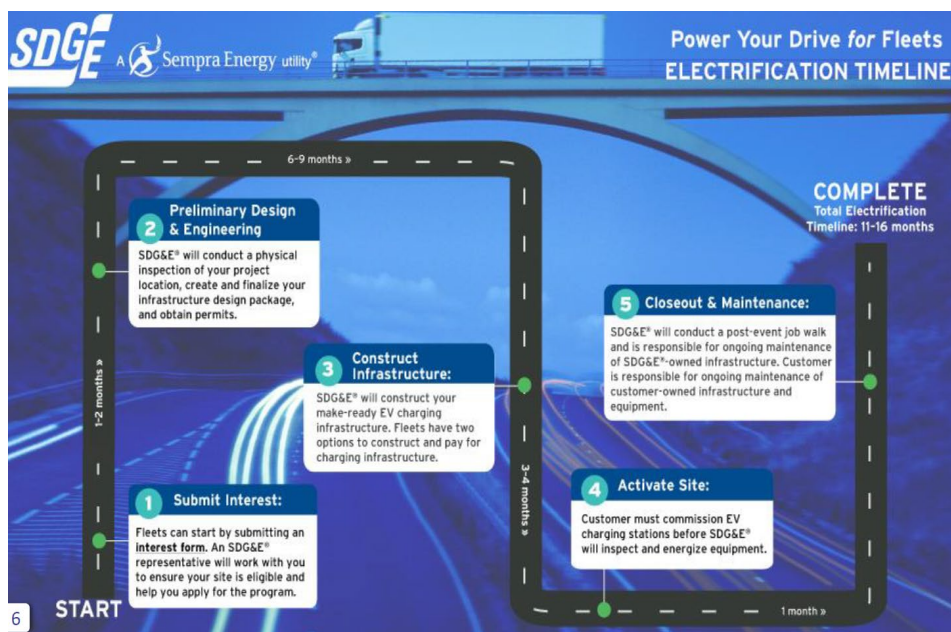 SDGE
A Sempra Energy utility®
Power Your Drive for Fleets
ELECTRIFICATION TIMELINE
6-9 months »
COMPLETE
Total Electrification
Timeline: 11-16 months
2 Preliminary Design
& Engineering
SDG&E® will conduct a physical
inspection of your project
location, create and finalize your
infrastructure design package,
and obtain permits.
5 Closeout & Maintenance:
SDG&E® will conduct a post-event job walk
and is responsible for ongoing maintenance
of SDG&E®-owned infrastructure. Customer
is responsible for ongoing maintenance of
customer-owned infrastructure and
equipment.
1-2 months »
3 Construct
Infrastructure:
SDG&E® will construct your
make-ready EV charging
infrastructure. Fleets have two
options to construct and pay for
charging infrastructure.
3-4 months »
4 Activate Site:
Customer must commission EV
charging stations before SDG&E®
will inspect and energize equipment.
1 Submit Interest:
Fleets can start by submitting an
interest form. An SDG&E®
representative will work with you
to ensure your site is eligible and
help you apply for the program.
START
1 month »
6